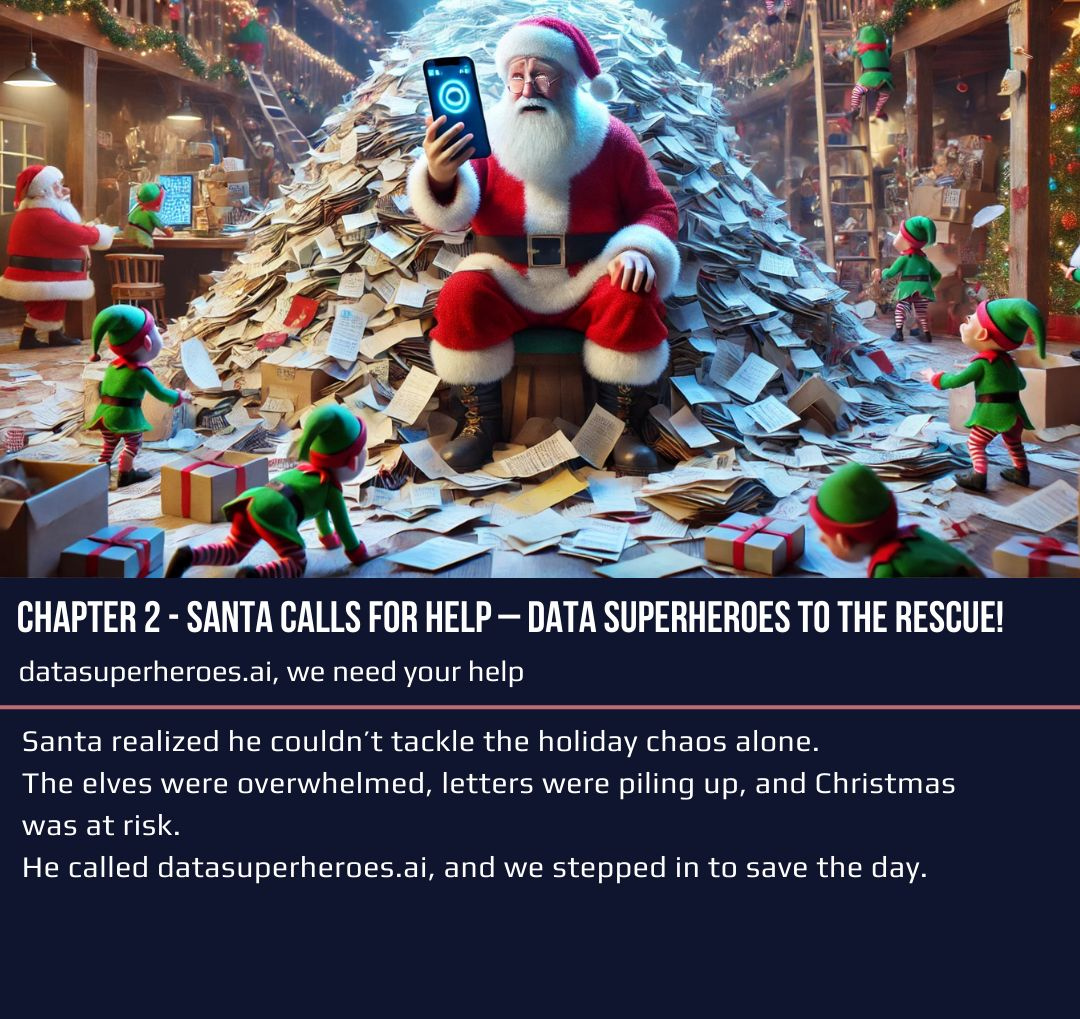 CHAPTER 2 - SANTA CALLS FOR HELP – DATA SUPERHEROES TO THE RESCUE!
datasuperheroes.ai, we need your help
Santa realized he couldn't tackle the holiday chaos alone.
The elves were overwhelmed, letters were piling up, and Christmas
was at risk.
He called datasuperheroes.ai, and we stepped in to save the day.